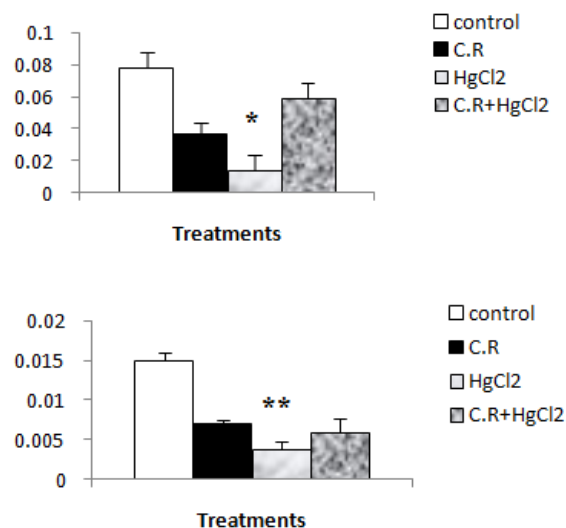 0.1
0.08
0.06
0.04
0.02
0
*
Treatments
control
C.R
HgCl2
C.R+HgCl2
0.02
0.015
0.01
0.005
0
**
Treatments
control
C.R
HgCl2
C.R+HgCl2